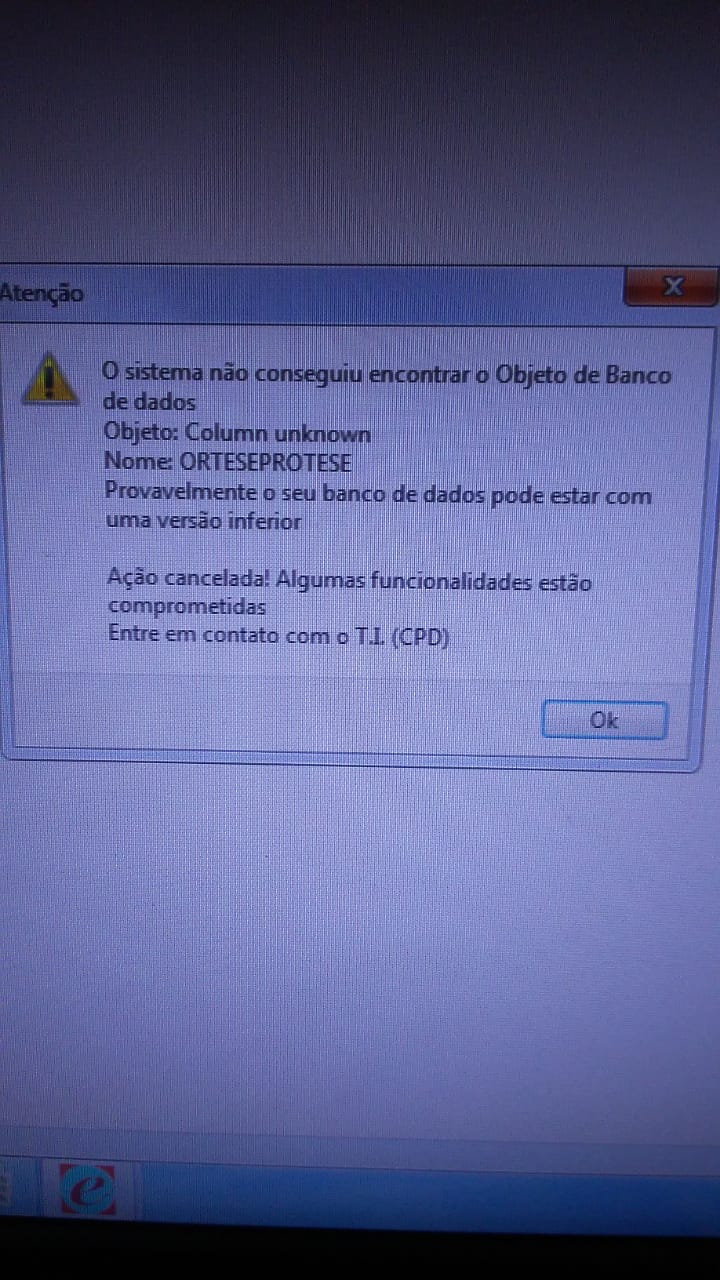 Atenção
O sistema não conseguiu encontrar o Objeto de Banco
de dados
Objeto: Column unknown
Nome: ORTESEPROTESE
Provavelmente o seu banco de dados pode estar com
uma versão inferior
Ação cancelada! Algumas funcionalidades estão
comprometidas
Entre em contato com o T.I. (CPD)
Ok
e